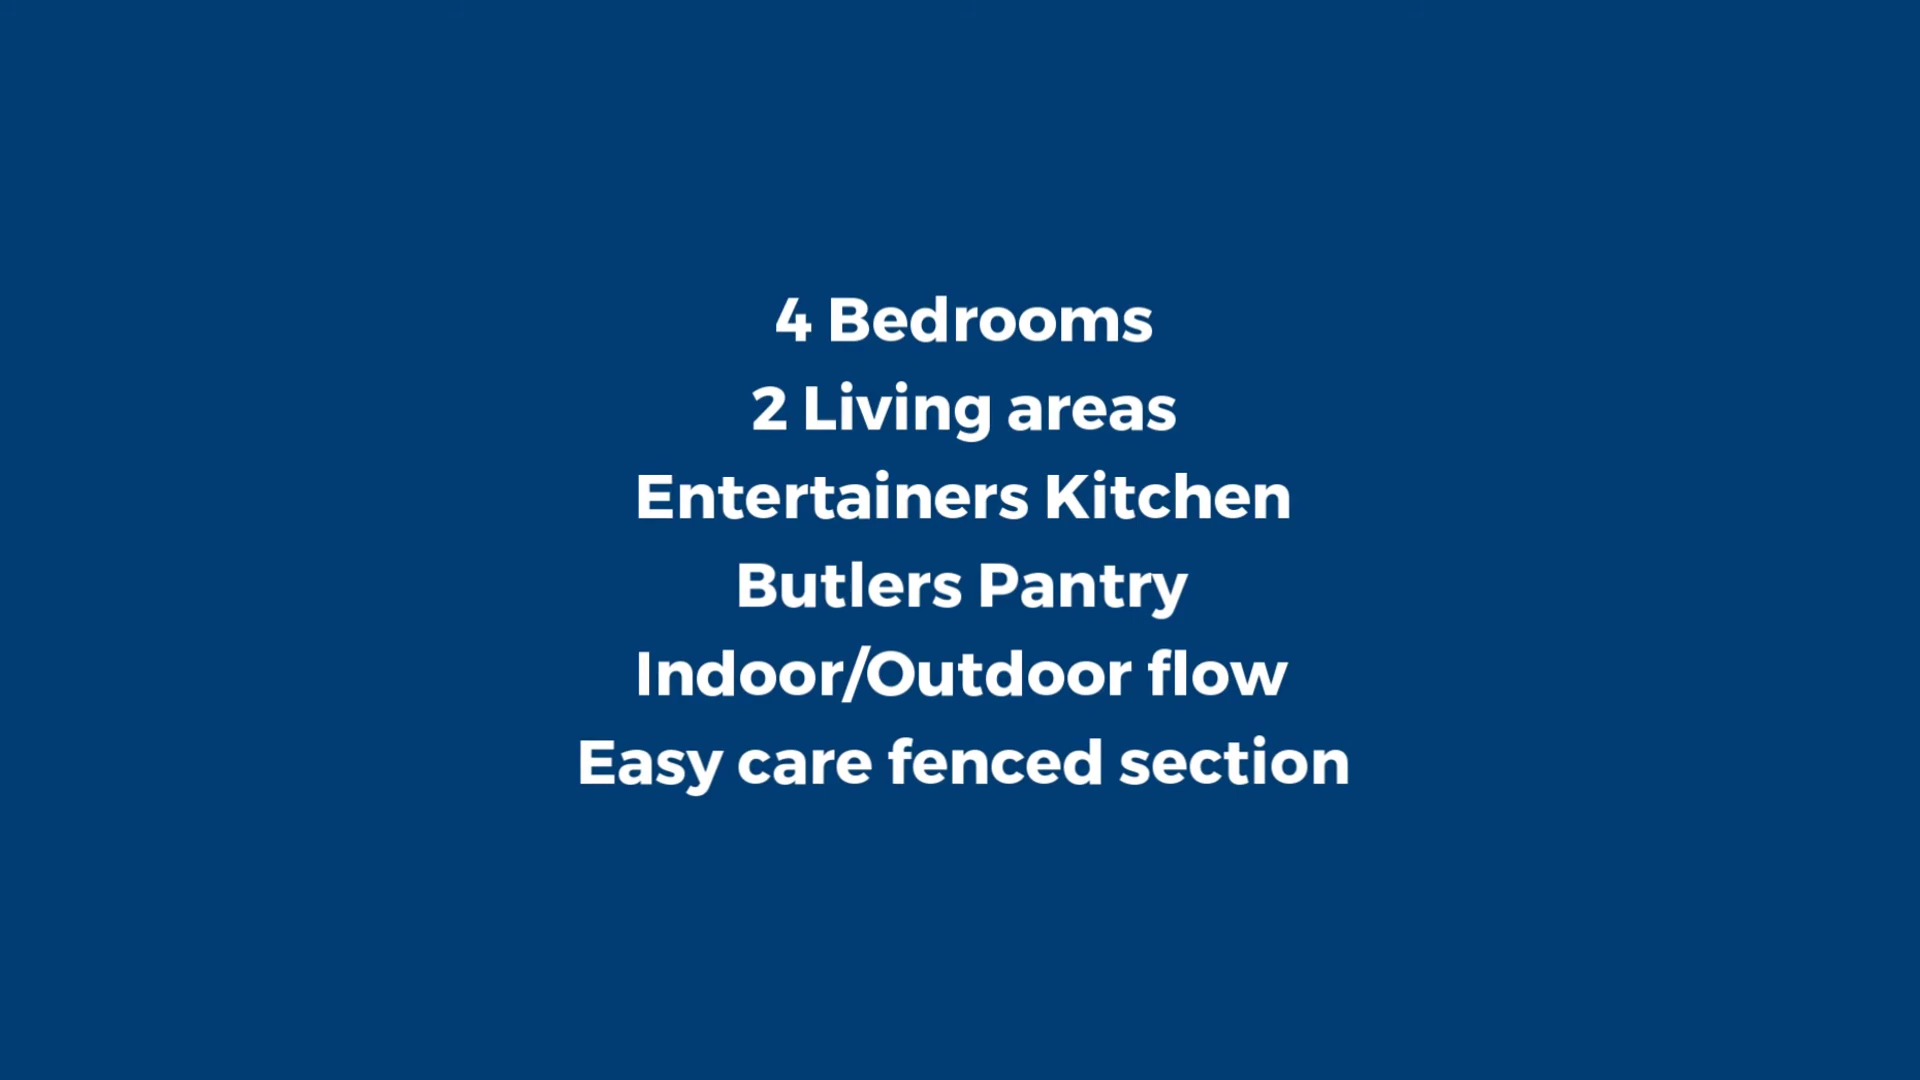 4 Bedrooms
2 Living areas
Entertainers Kitchen
Butlers Pantry
Indoor/Outdoor flow
Easy care fenced section